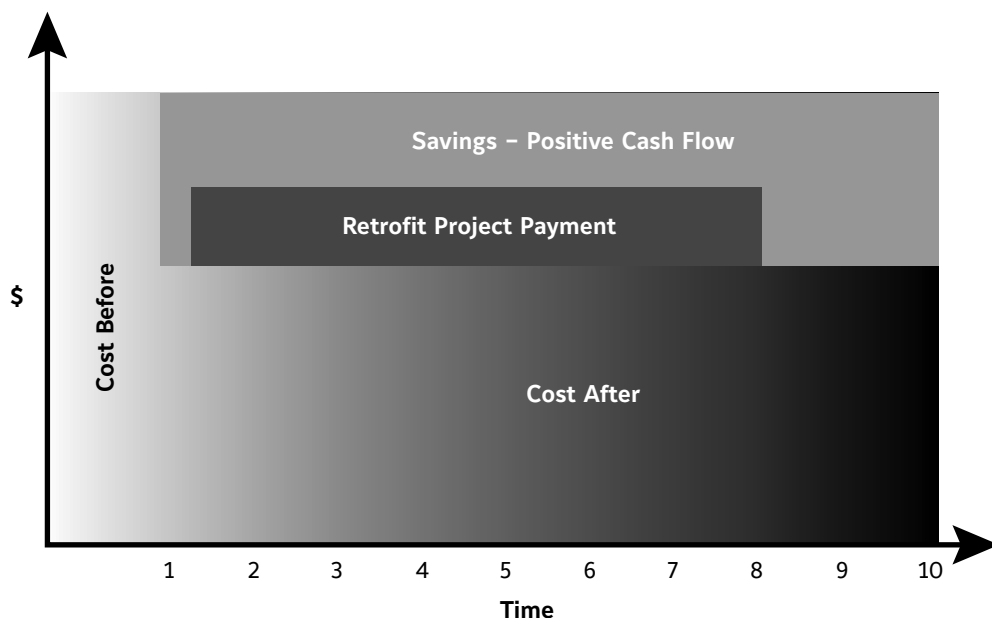 Savings – Positive Cash Flow
Retrofit Project Payment
Cost Before
$
Cost After
1 2 3 4 5 6 7 8 9 10
Time